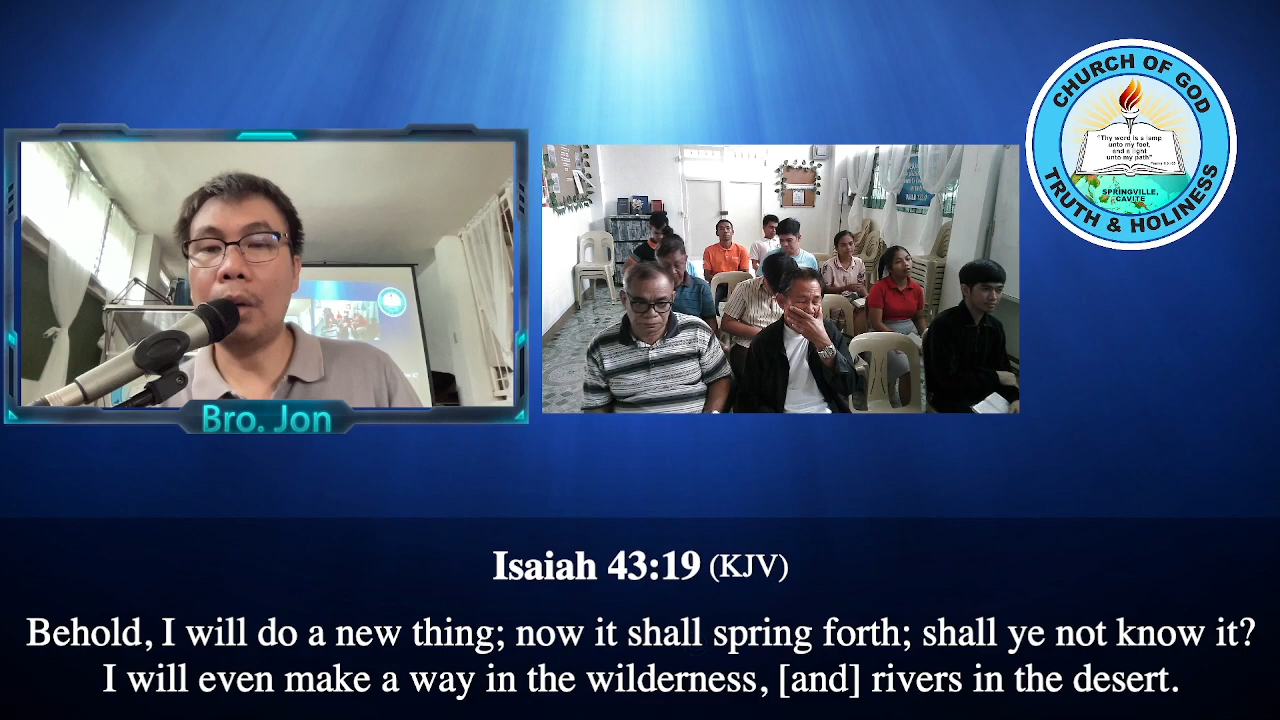 CHURCH OF GOD
"Thy word is a lamp
unto my feet,
and a light
unto my path"
SPRINGVILLE,
CAVITE
TRUTH & HOLINESS
Bro. Jon
Isaiah 43:19 (KJV)
Behold, I will do a new thing; now it shall spring forth; shall ye not know it?
I will even make a way in the wilderness, [and] rivers in the desert.